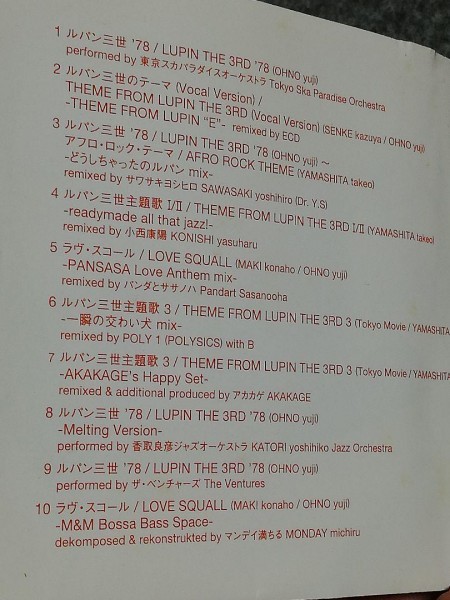 1 ルパン三世 '78 / LUPIN THE 3RD '78 (OHNO yuji)
performed by 東京スカパラダイスオーケストラ Tokyo Ska Paradise Orchestra
2 ルパン三世のテーマ (Vocal Version) /
THEME FROM LUPIN THE 3RD (Vocal Version) (SENKE kazuya / OHNO yuji)
-THEME FROM LUPIN "E"- remixed by ECD
3 ルパン三世 '78 / LUPIN THE 3RD '78 (OHNO yuji) ～
アフロ・ロック・テーマ / AFRO ROCK THEME (YAMASHITA takeo)
-どうしちゃったのルパン mix-
remixed by サワサキヨシヒロ SAWASAKI yoshihiro (Dr. Y.S)
4 ルパン三世主題歌 I/II / THEME FROM LUPIN THE 3RD I/II (YAMASHITA takeo)
-readymade all that jazz!-
remixed by 小西康陽 KONISHI yasuharu
5 ラヴ・スコール / LOVE SQUALL (MAKI konaho / OHNO yuji)
-PANSASA Love Anthem mix-
remixed by パンダとササノハ Pandart Sasanooha
6 ルパン三世主題歌 3 / THEME FROM LUPIN THE 3RD 3 (Tokyo Movie / YAMASHITA
-一瞬の交わい犬 mix-
remixed by POLY 1 (POLYSICS) with B
7 ルパン三世主題歌 3 / THEME FROM LUPIN THE 3RD 3 (Tokyo Movie / YAMASHITA
-AKAKAGE's Happy Set-
remixed & additional produced by アカカゲ AKAKAGE
8 ルパン三世 '78 / LUPIN THE 3RD '78 (OHNO yuji)
-Melting Version-
performed by 香取良彦ジャズオーケストラ KATORI yoshihiko Jazz Orchestra
9 ルパン三世 '78 / LUPIN THE 3RD '78 (OHNO yuji)
performed by ザ・ベンチャーズ The Ventures
10 ラヴ・スコール / LOVE SQUALL (MAKI konaho / OHNO yuji)
-M&M Bossa Bass Space-
dekomposed & rekonstrukted by マンデイ満ちる MONDAY michiru